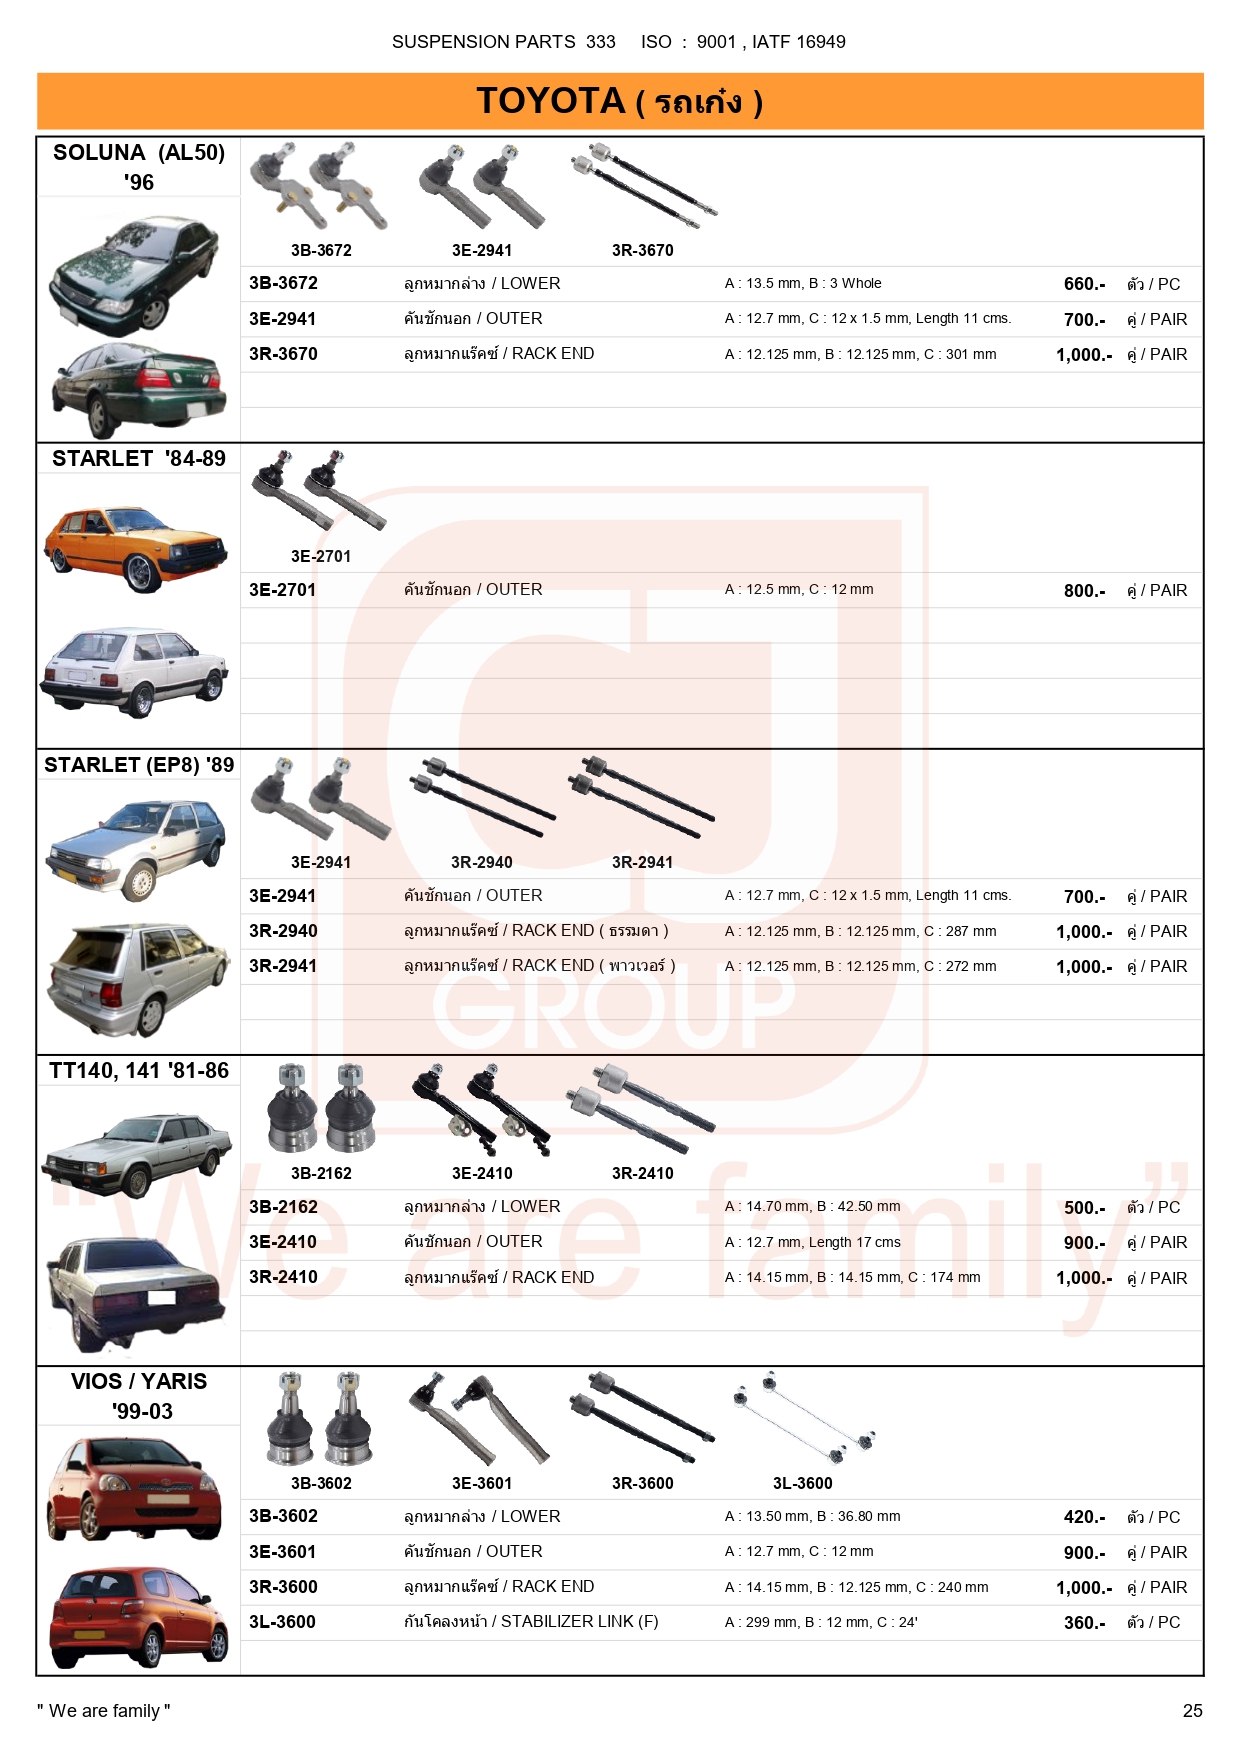 SUSPENSION PARTS  333     ISO  :  9001 , IATF 16949
TOYOTA ( รถเก๋ง )
SOLUNA  (AL50)
'96
3B-3672 3E-2941 3R-3670
3B-3672 ลูกหมากล่าง / LOWER A : 13.5 mm, B : 3 Whole 660.- ตัว / PC
3E-2941 คันชักนอก / OUTER A : 12.7 mm, C : 12 x 1.5 mm, Length 11 cms. 700.- คู่ / PAIR
3R-3670 ลูกหมากแร๊คซ์ / RACK END A : 12.125 mm, B : 12.125 mm, C : 301 mm 1,000.- คู่ / PAIR
STARLET  '84-89
3E-2701
3E-2701 คันชักนอก / OUTER A : 12.5 mm, C : 12 mm 800.- คู่ / PAIR
STARLET (EP8) '89
3E-2941 3R-2940 3R-2941
3E-2941 คันชักนอก / OUTER A : 12.7 mm, C : 12 x 1.5 mm, Length 11 cms. 700.- คู่ / PAIR
3R-2940 ลูกหมากแร๊คซ์ / RACK END ( ธรรมดา ) A : 12.125 mm, B : 12.125 mm, C : 287 mm 1,000.- คู่ / PAIR
3R-2941 ลูกหมากแร๊คซ์ / RACK END ( พาวเวอร์ ) A : 12.125 mm, B : 12.125 mm, C : 272 mm 1,000.- คู่ / PAIR
CJ
GROUP
TT140, 141 '81-86
3B-2162 3E-2410 3R-2410
3B-2162 ลูกหมากล่าง / LOWER A : 14.70 mm, B : 42.50 mm 500.- ตัว / PC
3E-2410 คันชักนอก / OUTER A : 12.7 mm, Length 17 cms 900.- คู่ / PAIR
3R-2410 ลูกหมากแร๊คซ์ / RACK END A : 14.15 mm, B : 14.15 mm, C : 174 mm 1,000.- คู่ / PAIR
“We are family”
VIOS / YARIS
'99-03
3B-3602 3E-3601 3R-3600 3L-3600
3B-3602 ลูกหมากล่าง / LOWER A : 13.50 mm, B : 36.80 mm 420.- ตัว / PC
3E-3601 คันชักนอก / OUTER A : 12.7 mm, C : 12 mm 900.- คู่ / PAIR
3R-3600 ลูกหมากแร๊คซ์ / RACK END A : 14.15 mm, B : 12.125 mm, C : 240 mm 1,000.- คู่ / PAIR
3L-3600 กันโคลงหน้า / STABILIZER LINK (F) A : 299 mm, B : 12 mm, C : 24' 360.- ตัว / PC
" We are family " 25